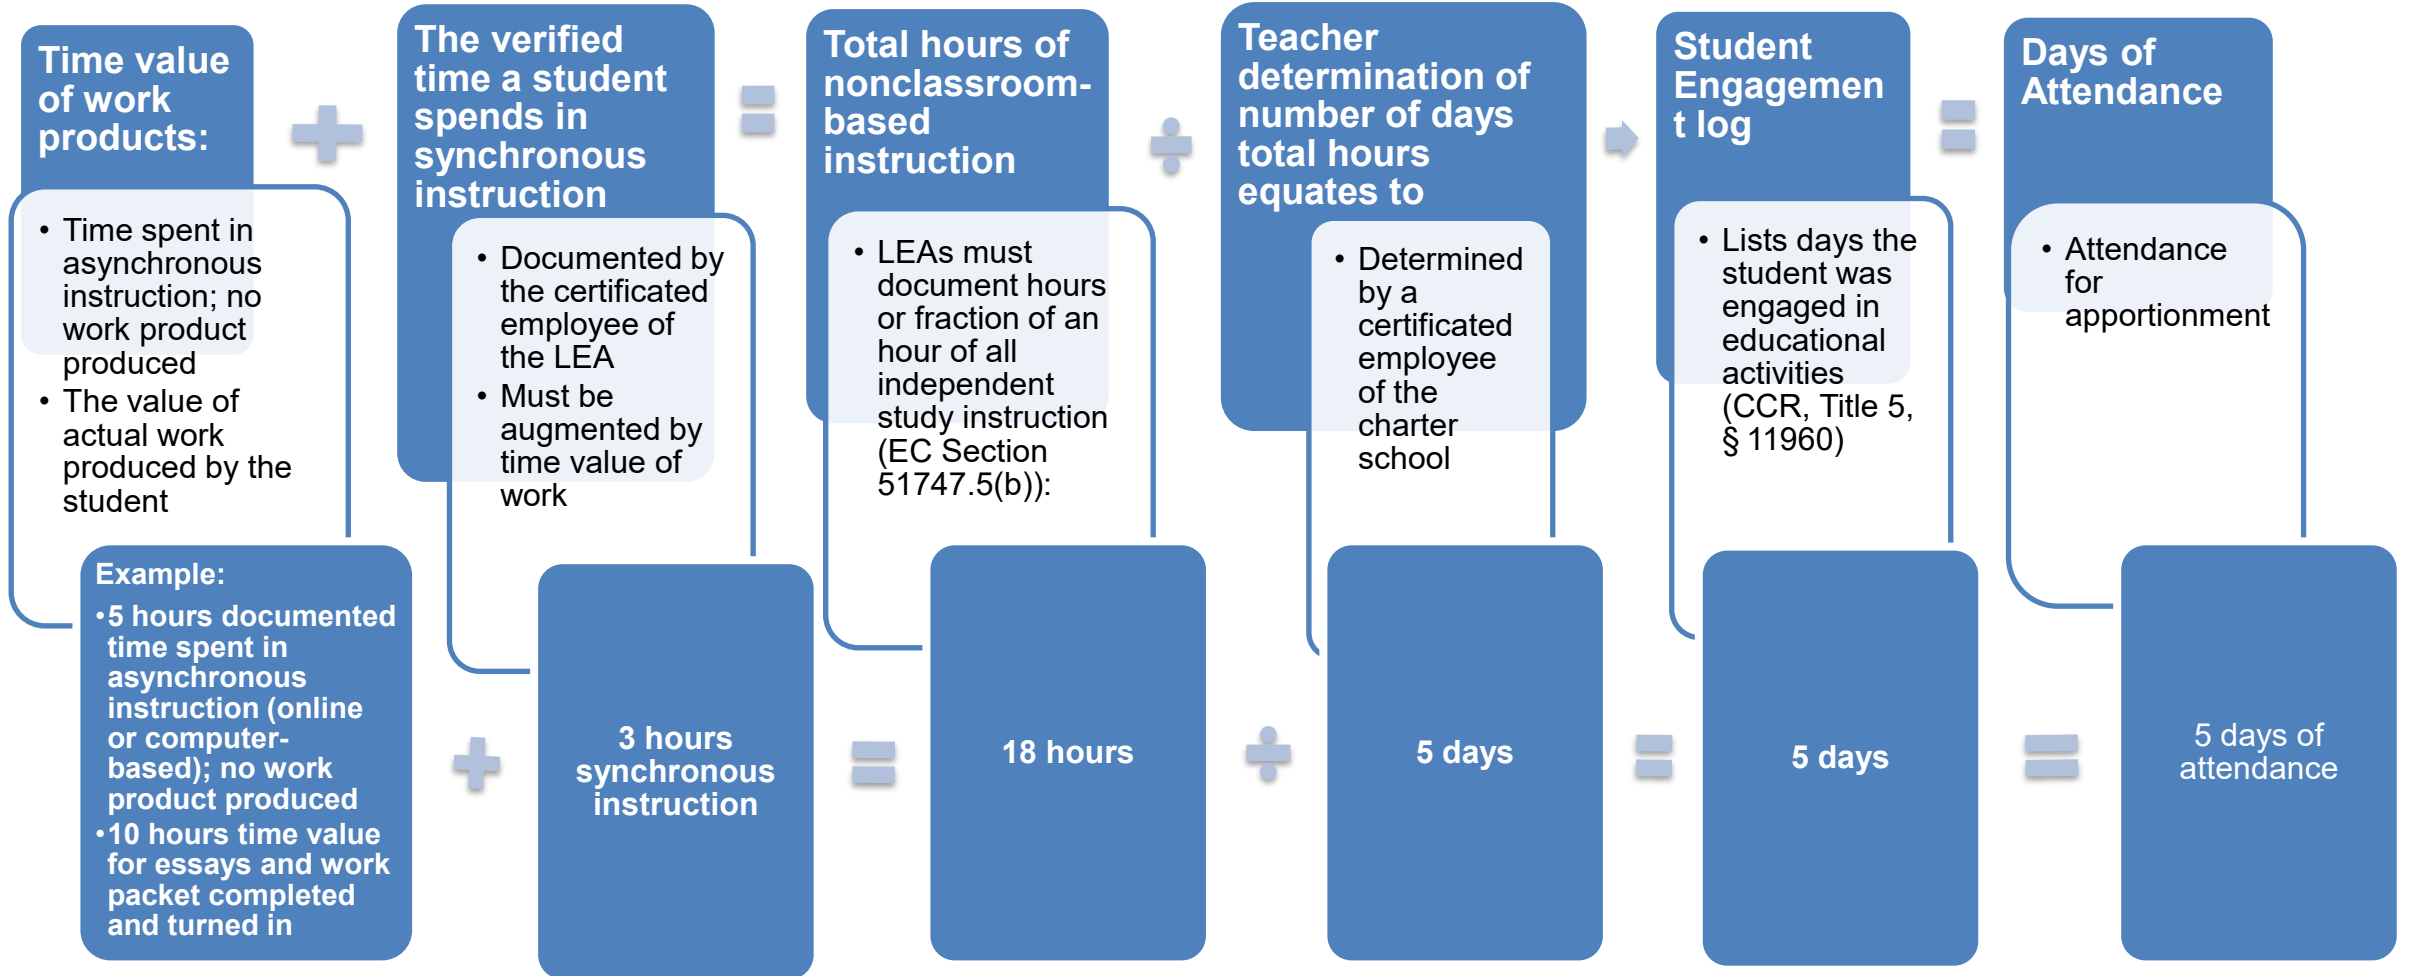 Time value
of work
products:
• Time spent in
asynchronous
instruction; no
work product
produced
• The value of
actual work
produced by the
student
The verified
time a student
spends in
synchronous
instruction
• Documented by
the certificated
employee of
the LEA
• Must be
augmented by
time value of
work
Total hours of
nonclassroom-
based
instruction
• LEAs must
document hours
or fraction of an
hour of all
independent
study instruction
(EC Section
51747.5(b)):
Teacher
determination of
number of days
total hours
equates to
• Determined
by a
certificated
employee
of the
charter
school
Student
Engagemen
t log
• Lists days the
student was
engaged in
educational
activities
(CCR, Title 5,
§ 11960)
Days of
Attendance
• Attendance
for
apportionment
Example:
•5 hours documented
time spent in
asynchronous
instruction (online
or computer-
based); no work
product produced
•10 hours time value
for essays and work
packet completed
and turned in
3 hours
synchronous
instruction
18 hours
5 days
5 days
5 days of
attendance